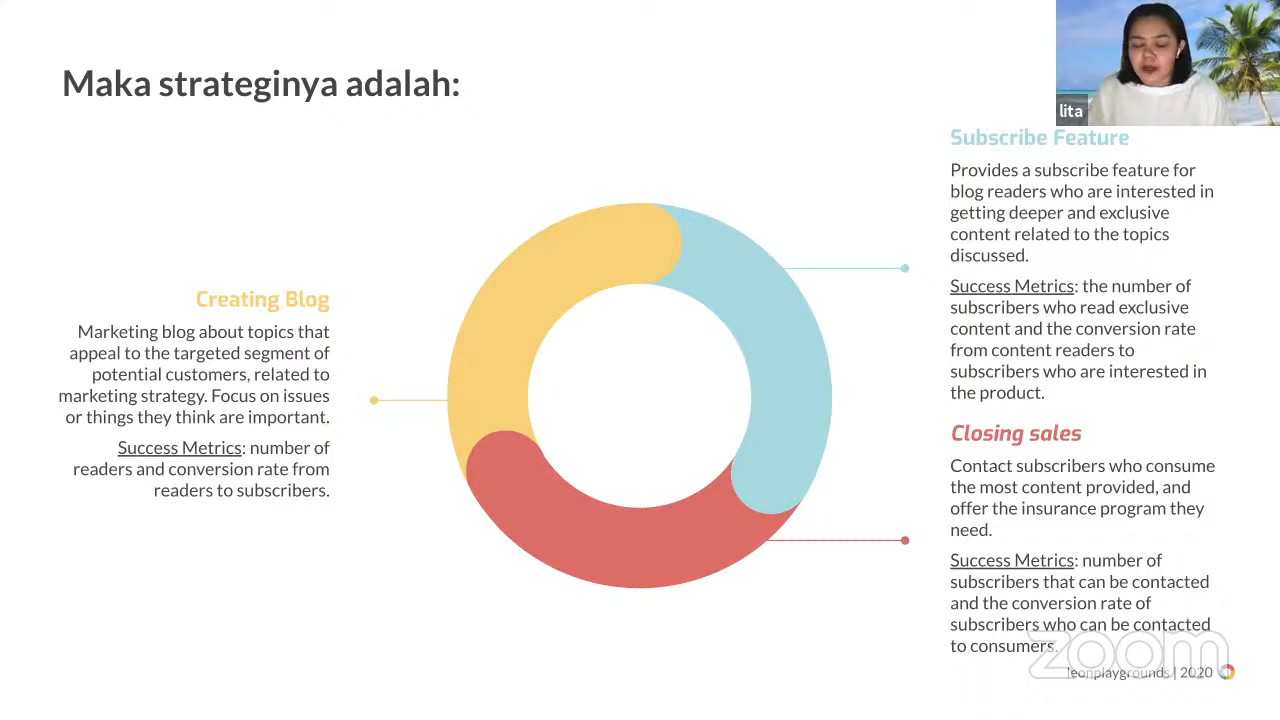 Maka strateginya adalah:
lita
Creating Blog
Marketing blog about topics that
appeal to the targeted segment of
potential customers, related to
marketing strategy. Focus on issues
or things they think are important.
Success Metrics: number of
readers and conversion rate from
readers to subscribers.
Subscribe Feature
Provides a subscribe feature for
blog readers who are interested in
getting deeper and exclusive
content related to the topics
discussed.
Success Metrics: the number of
subscribers who read exclusive
content and the conversion rate
from content readers to
subscribers who are interested in
the product.
Closing sales
Contact subscribers who consume
the most content provided, and
offer the insurance program they
need.
Success Metrics: number of
subscribers that can be contacted
and the conversion rate of
subscribers who can be contacted
to consumers.
zoom
leonplaygrounds | 2020